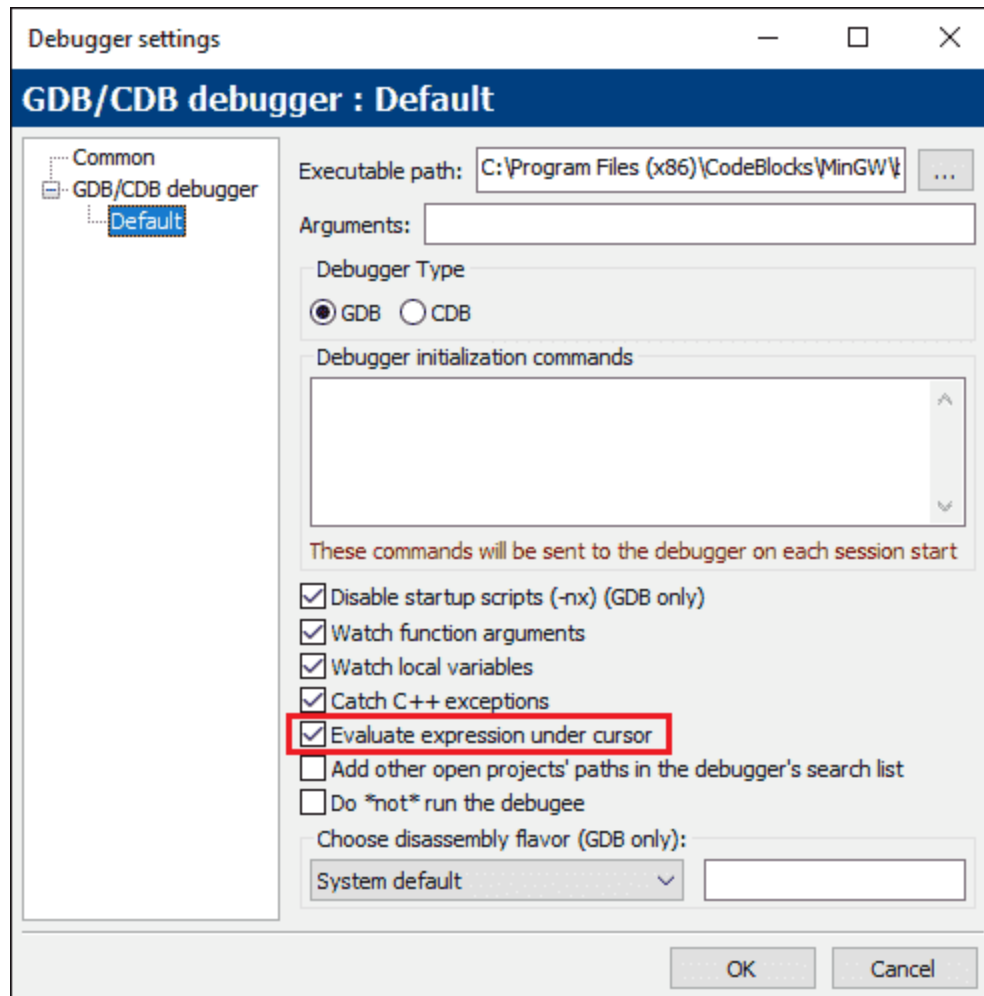 Debugger settings
GDB/CDB debugger : Default
Common
GDB/CDB debugger
Default
Executable path: C:\Program Files (x86)\CodeBlocks\MinGW\ ...
Arguments:
Debugger Type
GDB CDB
Debugger initialization commands
These commands will be sent to the debugger on each session start
Disable startup scripts (-nx) (GDB only)
Watch function arguments
Watch local variables
Catch C++ exceptions
Evaluate expression under cursor
Add other open projects' paths in the debugger's search list
Do *not* run the debugee
Choose disassembly flavor (GDB only):
System default
OK Cancel